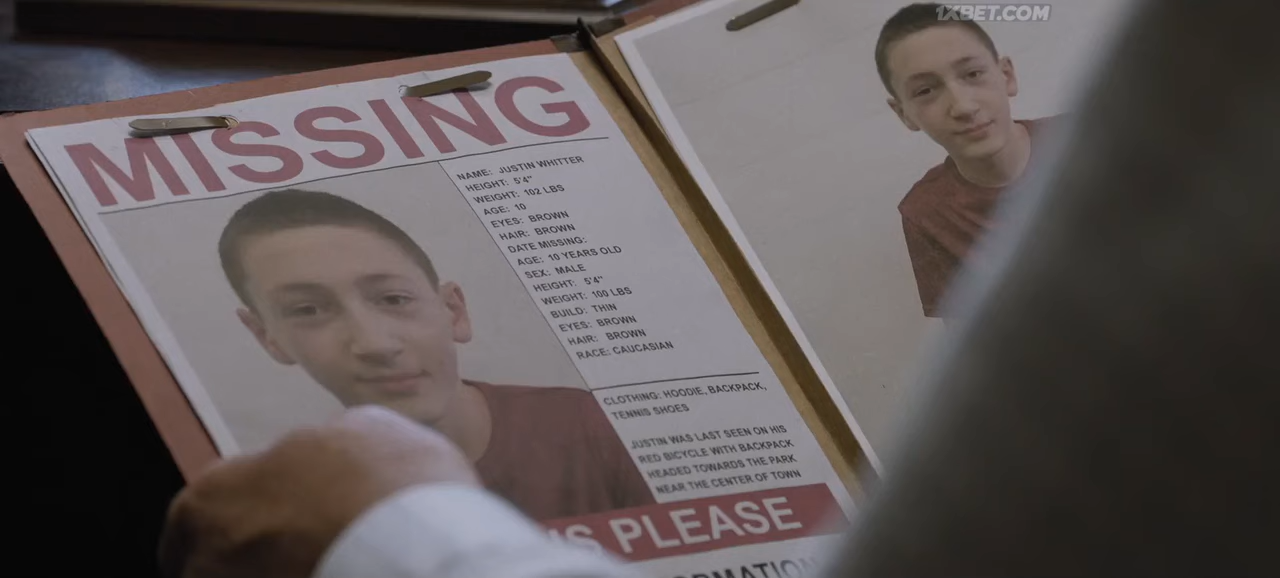 1XBET.COM
MISSING
NAME: JUSTIN WHITTER
HEIGHT: 5'4"
WEIGHT: 102 LBS
AGE: 10
EYES: BROWN
HAIR: BROWN
DATE MISSING:
AGE: 10 YEARS OLD
SEX: MALE
HEIGHT: 5'4"
WEIGHT: 100 LBS
BUILD: THIN
EYES: BROWN
HAIR: BROWN
RACE: CAUCASIAN
CLOTHING: HOODIE, BACKPACK,
TENNIS SHOES
JUSTIN WAS LAST SEEN ON HIS
RED BICYCLE WITH BACKPACK
HEADED TOWARDS THE PARK
NEAR THE CENTER OF TOWN
PLEASE